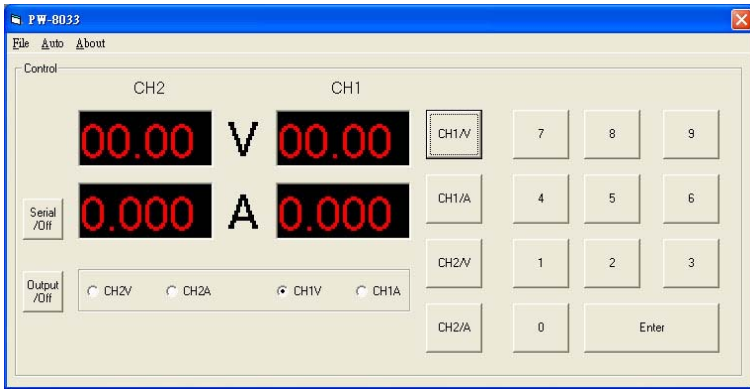 PW-8033
File Auto About
Control
CH2 CH1
00.00 V 00.00
0.000 A 0.000
Serial
/Off
Output
/Off
CH2V CH2A CH1V CH1A
CH1/V 7 8 9
CH1/A 4 5 6
CH2/V 1 2 3
CH2/A 0 Enter